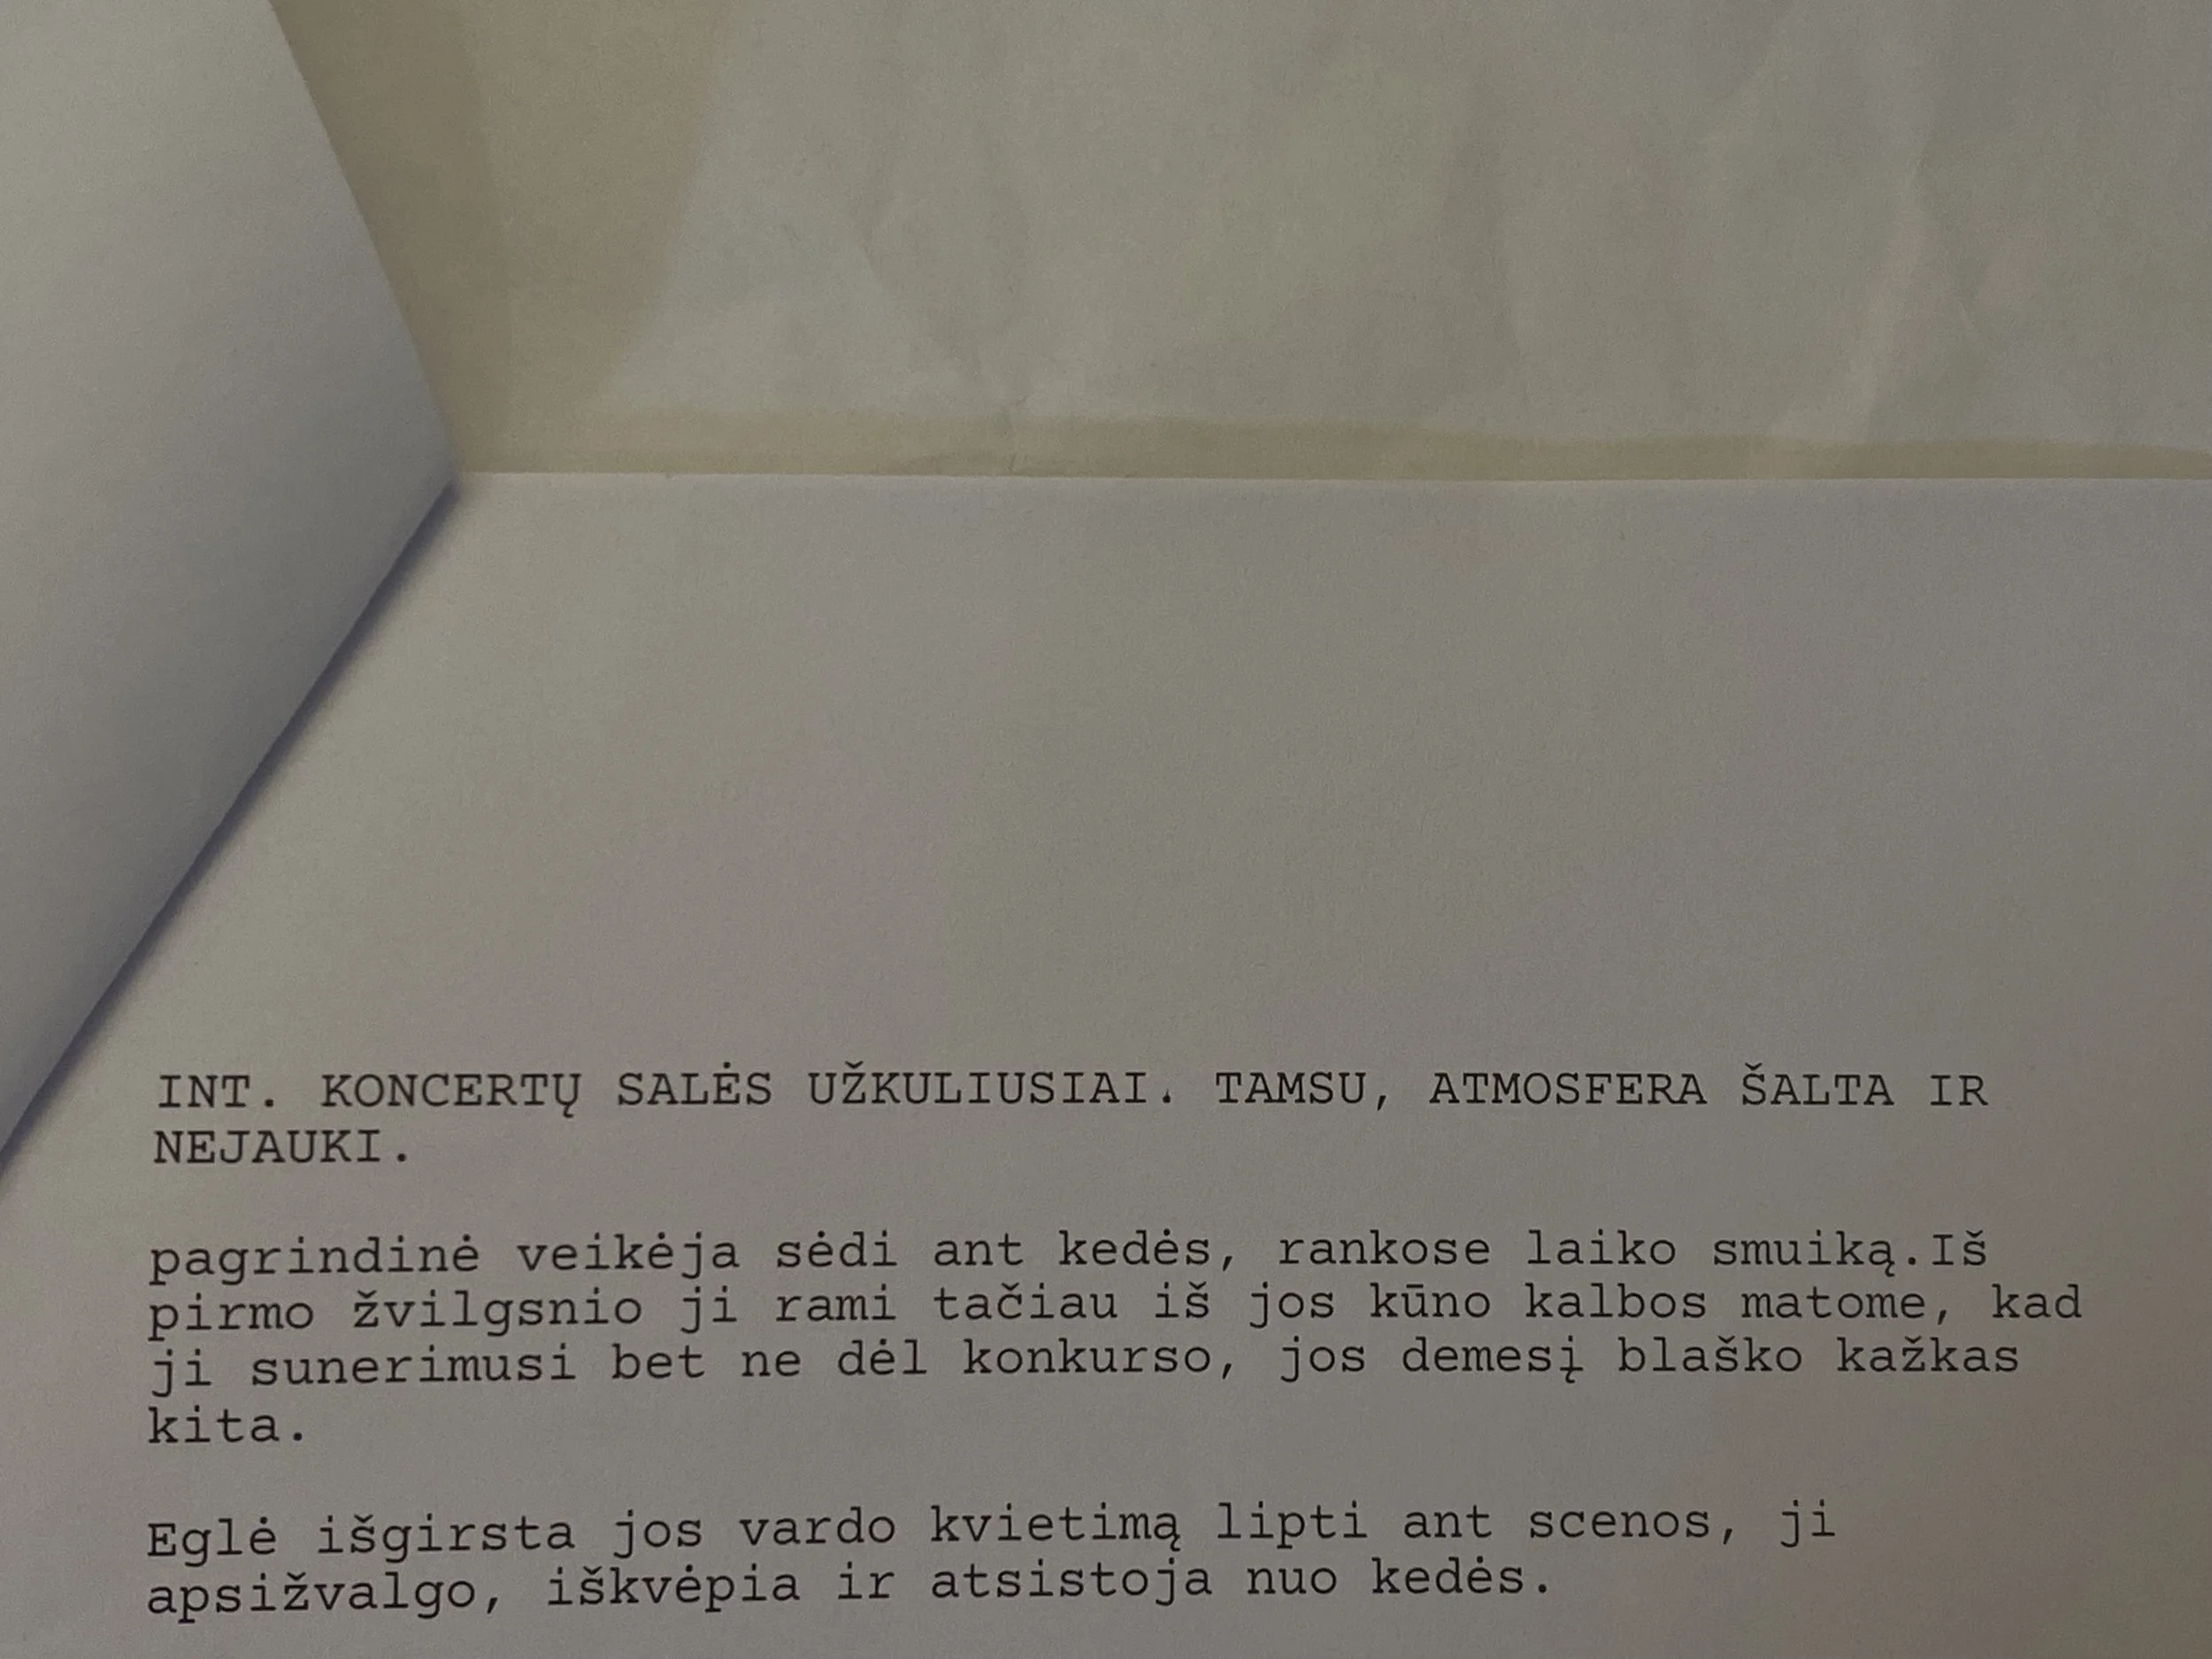 INT. KONCERTŲ SALĖS UŽKULIUSIAI. TAMSU, ATMOSFERA ŠALTA IR
NEJAUKI.
pagrindinė veikėja sėdi ant kedės, rankose laiko smuiką.Iš
pirmo žvilgsnio ji rami tačiau iš jos kūno kalbos matome, kad
ji sunerimusi bet ne dėl konkurso, jos demesį blaško kažkas
kita.
Eglė išgirsta jos vardo kvietimą lipti ant scenos, ji
apsižvalgo, iškvėpia ir atsistoja nuo kedės.